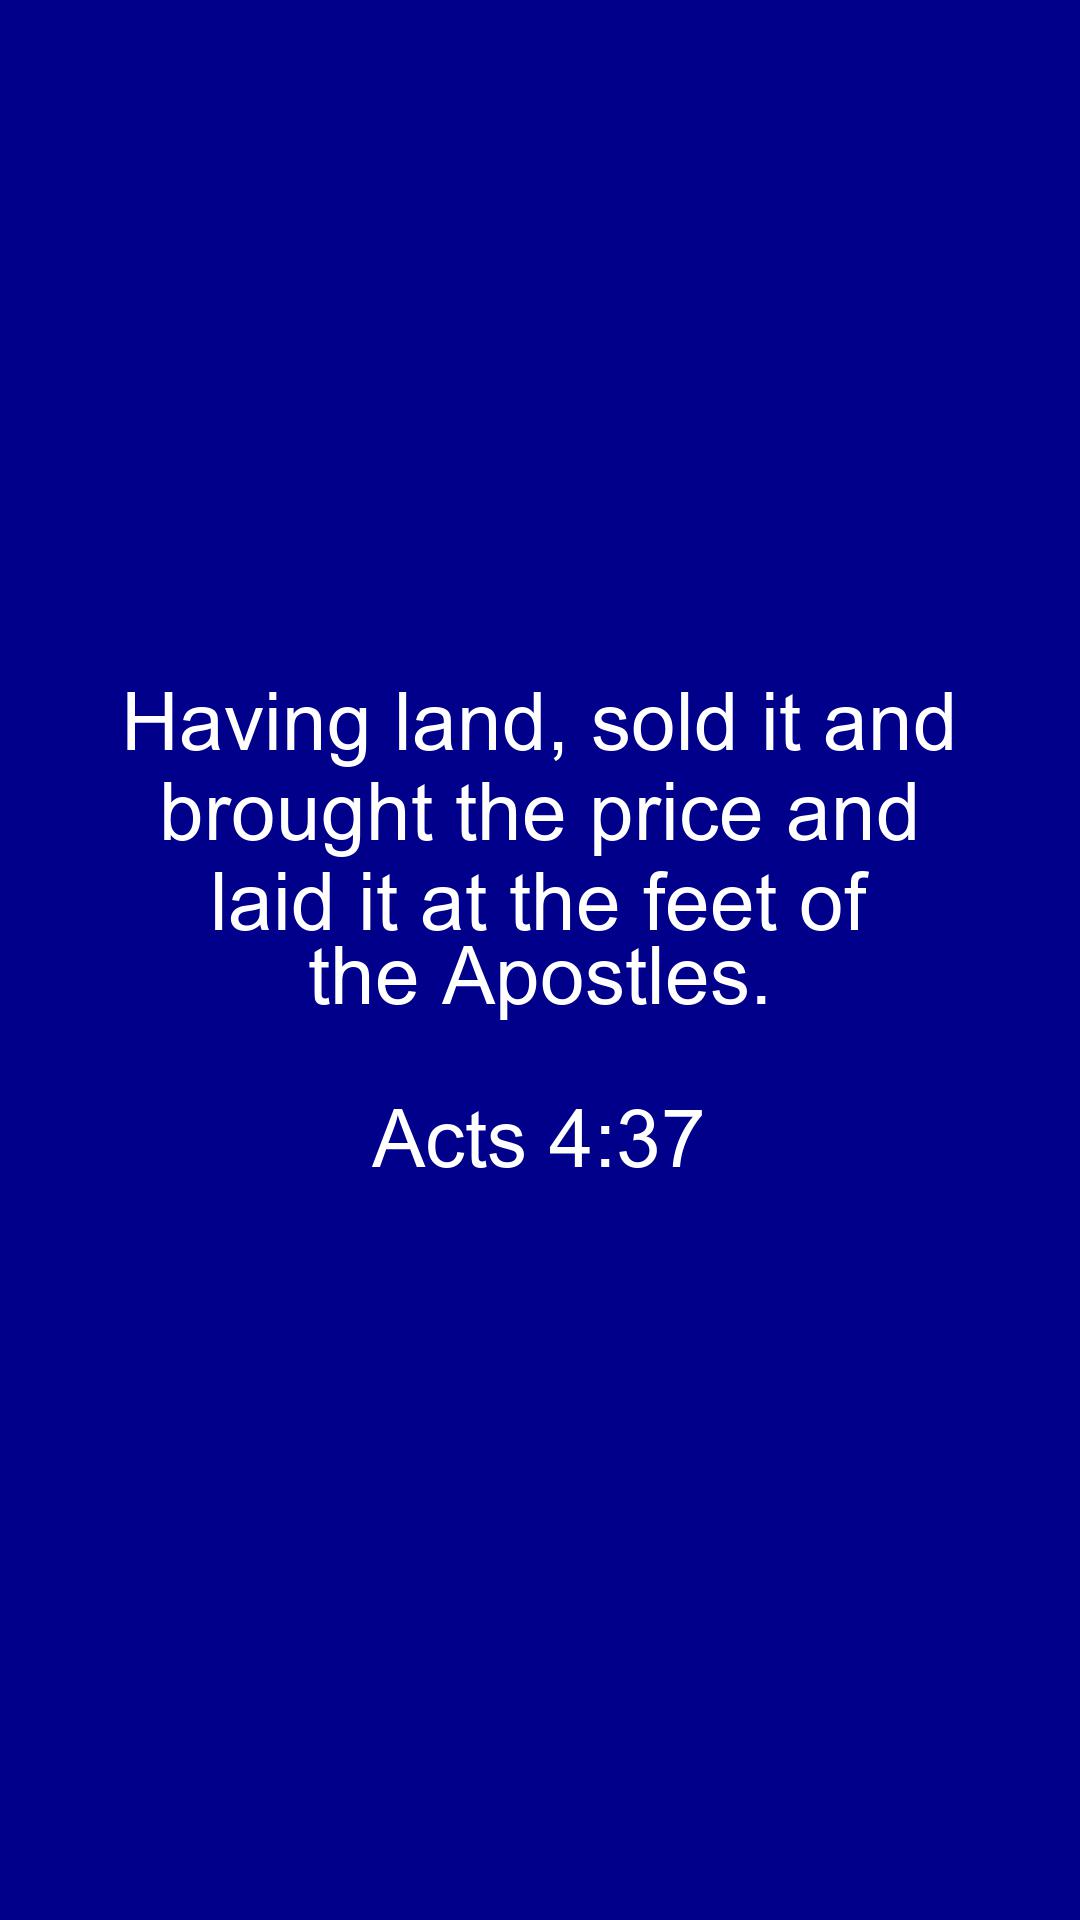 Having land, sold it and
brought the price and
laid it at the feet of
the Apostles.
Acts 4:37